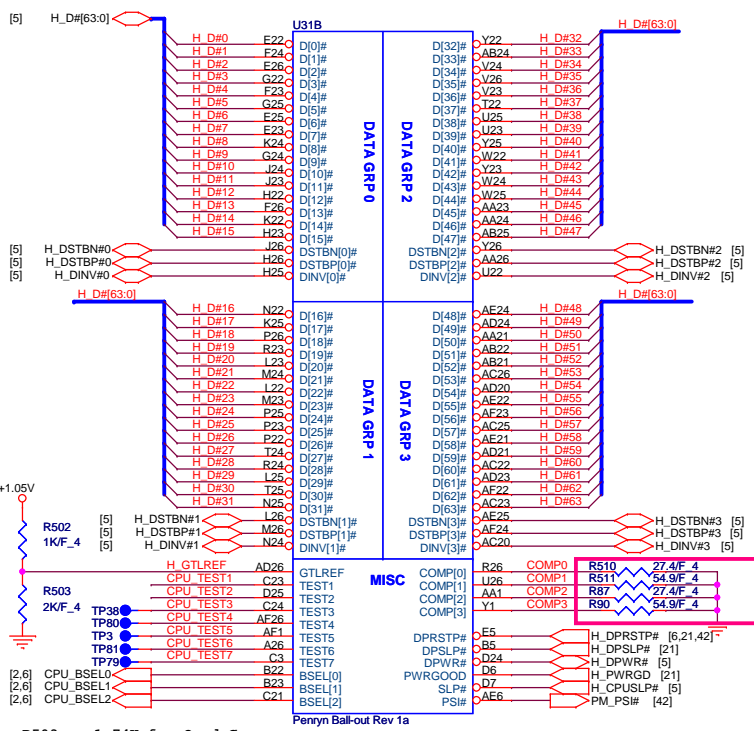 U31B
[5] H_D#[63:0]
H_D#[63:0]
H_D#0 E22 D[0]# D[32]# Y22 H_D#32
H_D#1 F24 D[1]# D[33]# AB24 H_D#33
H_D#2 E26 D[2]# D[34]# V24 H_D#34
H_D#3 G22 D[3]# D[35]# V26 H_D#35
H_D#4 F23 D[4]# D[36]# V23 H_D#36
H_D#5 G25 D[5]# D[37]# T22 H_D#37
H_D#6 E25 D[6]# D[38]# U25 H_D#38
H_D#7 E23 D[7]# D[39]# U23 H_D#39
H_D#8 K24 D[8]# D[40]# Y25 H_D#40
H_D#9 G24 D[9]# D[41]# W22 H_D#41
H_D#10 J24 D[10]# D[42]# Y23 H_D#42
H_D#11 J23 D[11]# D[43]# W24 H_D#43
H_D#12 H22 D[12]# D[44]# W25 H_D#44
H_D#13 F26 D[13]# D[45]# AA23 H_D#45
H_D#14 K22 D[14]# D[46]# AA24 H_D#46
H_D#15 H23 D[15]# D[47]# AB25 H_D#47
[5] H_DSTBN#0 J26 DSTBN[0]# DSTBN[2]# Y26 H_DSTBN#2 [5]
[5] H_DSTBP#0 H26 DSTBP[0]# DSTBP[2]# AA26 H_DSTBP#2 [5]
[5] H_DINV#0 H25 DINV[0]# DINV[2]# U22 H_DINV#2 [5]
DATA GRP 0
DATA GRP 2
H_D#[63:0]
H_D#[63:0]
H_D#16 N22 D[16]# D[48]# AE24 H_D#48
H_D#17 K25 D[17]# D[49]# AD24 H_D#49
H_D#18 P26 D[18]# D[50]# AA21 H_D#50
H_D#19 R23 D[19]# D[51]# AB22 H_D#51
H_D#20 L23 D[20]# D[52]# AB21 H_D#52
H_D#21 M24 D[21]# D[53]# AC26 H_D#53
H_D#22 L22 D[22]# D[54]# AD20 H_D#54
H_D#23 M23 D[23]# D[55]# AE22 H_D#55
H_D#24 P25 D[24]# D[56]# AF23 H_D#56
H_D#25 P23 D[25]# D[57]# AC25 H_D#57
H_D#26 P22 D[26]# D[58]# AE21 H_D#58
H_D#27 T24 D[27]# D[59]# AD21 H_D#59
H_D#28 R24 D[28]# D[60]# AC22 H_D#60
H_D#29 L25 D[29]# D[61]# AD23 H_D#61
H_D#30 T25 D[30]# D[62]# AF22 H_D#62
H_D#31 N25 D[31]# D[63]# AC23 H_D#63
[5] H_DSTBN#1 L26 DSTBN[1]# DSTBN[3]# AE25 H_DSTBN#3 [5]
[5] H_DSTBP#1 M26 DSTBP[1]# DSTBP[3]# AF24 H_DSTBP#3 [5]
[5] H_DINV#1 N24 DINV[1]# DINV[3]# AC20 H_DINV#3 [5]
DATA GRP 1
DATA GRP 3
+1.05V
R502
1K/F_4
R503
2K/F_4
MISC
H_GTLREF AD26 GTLREF COMP[0] R26 COMP0 R510 27.4/F_4
CPU_TEST1 C23 TEST1 COMP[1] U26 COMP1 R511 54.9/F_4
CPU_TEST2 D25 TEST2 COMP[2] AA1 COMP2 R87 27.4/F_4
TP38 CPU_TEST3 C24 TEST3 COMP[3] Y1 COMP3 R90 54.9/F_4
TP80 CPU_TEST4 AF26 TEST4
TP3 CPU_TEST5 AF1 TEST5 DPRSTP# E5 H_DPRSTP# [6,21,42]
TP81 CPU_TEST6 A26 TEST6 DPSLP# B5 H_DPSLP# [21]
TP79 CPU_TEST7 C3 TEST7 DPWR# D24 H_DPWR# [5]
[2,6] CPU_BSEL0 B22 BSEL[0] PWRGOOD D6 H_PWRGD [21]
[2,6] CPU_BSEL1 B23 BSEL[1] SLP# D7 H_CPUSLP# [5]
[2,6] CPU_BSEL2 C21 BSEL[2] PSI# AE6 PM_PSI# [42]
Penryn Ball-out Rev 1a